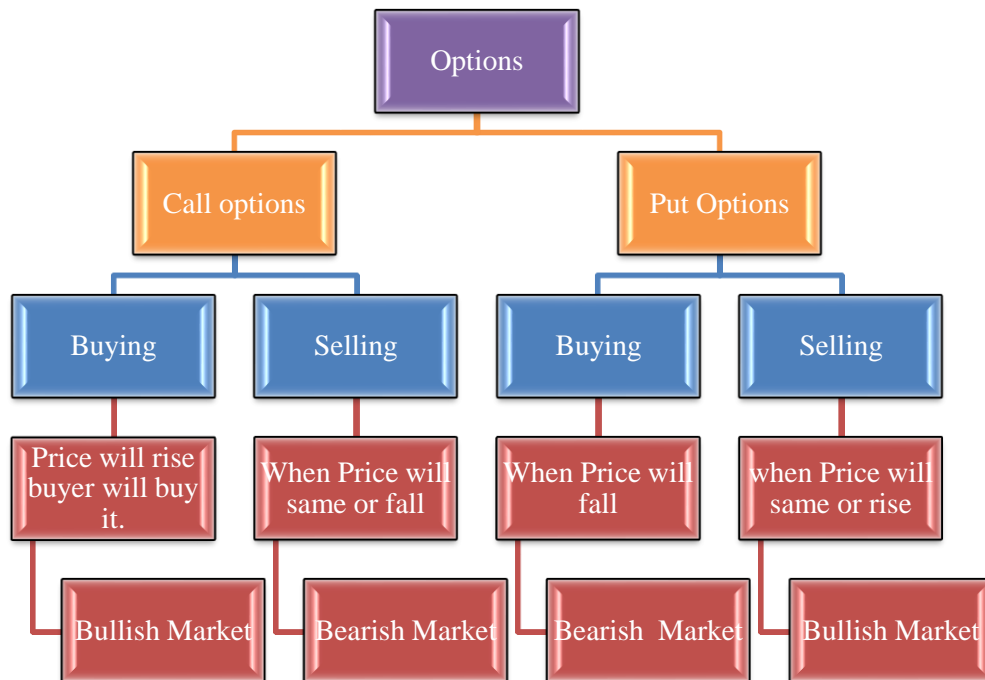 Options
Call options
Put Options
Buying
Selling
Buying
Selling
Price will rise
buyer will buy
it.
When Price will
same or fall
When Price will
fall
when Price will
same or rise
Bullish Market
Bearish Market
Bearish  Market
Bullish Market